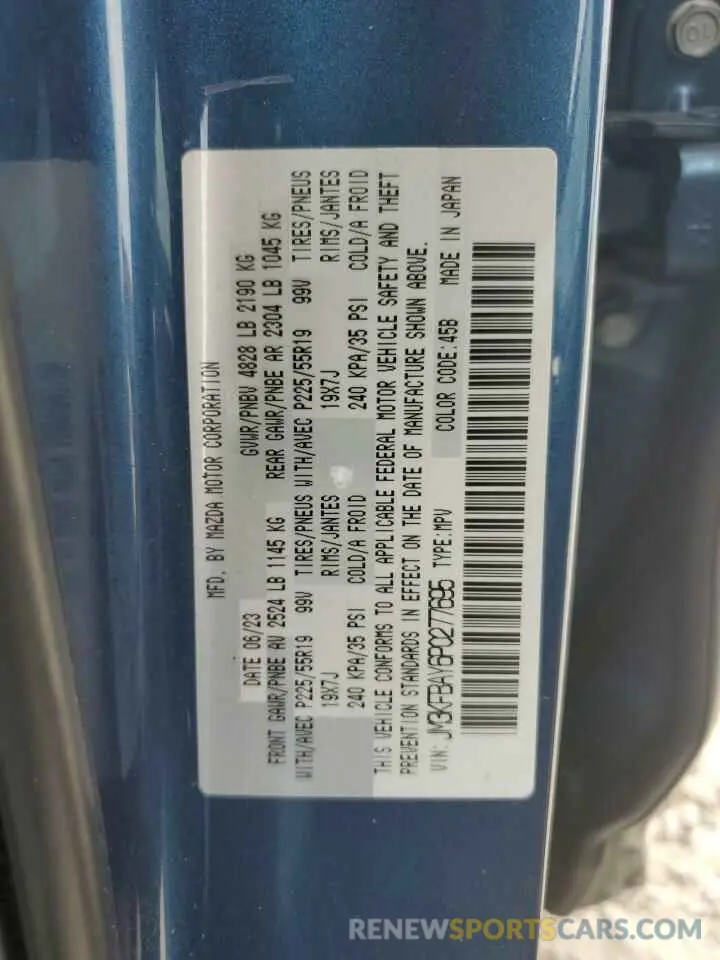 MFD. BY MAZDA MOTOR CORPORATION
DATE 06/23 GVWR/PNBV 4828 LB 2190 KG
FRONT GAWR/PNBE AV 2524 LB 1145 KG REAR GAWR/PNBE AR 2304 LB 1045 KG
WITH/AVEC P225/55R19 99V TIRES/PNEUS WITH/AVEC P225/55R19 99V TIRES/PNEUS
19X7J RIMS/JANTES 19X7J RIMS/JANTES
240 KPA/35 PSI COLD/A FROID 240 KPA/35 PSI COLD/A FROID
THIS VEHICLE CONFORMS TO ALL APPLICABLE FEDERAL MOTOR VEHICLE SAFETY AND THEFT
PREVENTION STANDARDS IN EFFECT ON THE DATE OF MANUFACTURE SHOWN ABOVE.
VIN: JM3KFBAY6P0277695 TYPE:MPV COLOR CODE:45B MADE IN JAPAN
RENEWSPORTSCARS.COM